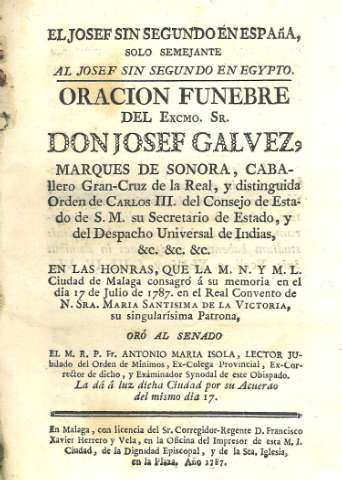 EL JOSEF SIN SEGUNDO EN ESPAñA,
SOLO SEMEJANTE
AL JOSEF SIN SEGUNDO EN EGYPTO.
ORACION FUNEBRE
DEL EXCMO. SR.
DON JOSEF GALVEZ,
MARQUES DE SONORA, CABA-
llero Gran-Cruz de la Real, y distinguida
Orden de CARLOS III. del Consejo de Esta-
do de S. M. su Secretario de Estado, y
del Despacho Universal de Indias,
&c. &c. &c.
EN LAS HONRAS, QUE LA M. N. Y M. L.
Ciudad de Malaga consagró á su memoria en el
dia 17 de Julio de 1787. en el Real Convento de
N. SRA. MARIA SANTISIMA DE LA VICTORIA,
su singularísima Patrona,
ORÓ AL SENADO
EL M. R. P. Fr. ANTONIO MARIA ISOLA, LECTOR JU-
bilado del Orden de Mínimos, Ex-Colega Provincial, Ex-Cor-
rector de dicho, y Exáminador Synodal de este Obispado.
La dá á luz dicha Ciudad por su Acuerdo
del mismo dia 17.
En Malaga, con licencia del Sr. Corregidor-Regente D. Francisco
Xavier Herrero y Vela, en la Oficina del Impresor de esta M. I.
Ciudad, de la Dignidad Episcopal, y de la Sta. Iglesia,
en la Plaza. Año 1787.